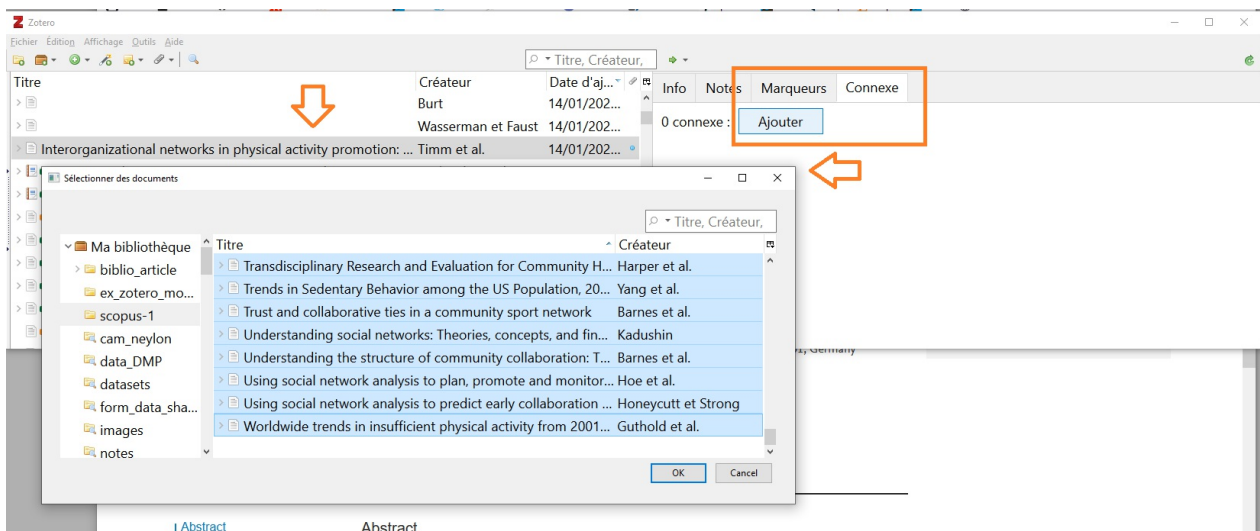 Zotero
Fichier Édition Affichage Outils Aide
Titre, Créateur,
Titre Créateur Date d'aj...
Burt 14/01/202...
Wasserman et Faust 14/01/202...
Interorganizational networks in physical activity promotion: ... Timm et al. 14/01/202...
Info Notes Marqueurs Connexe
0 connexe : Ajouter
Sélectionner des documents
Titre, Créateur,
Ma bibliothèque
biblio_article
ex_zotero_mo...
scopus-1
cam_neylon
data_DMP
datasets
form_data_sha...
images
notes
Titre Créateur
Transdisciplinary Research and Evaluation for Community H... Harper et al.
Trends in Sedentary Behavior among the US Population, 20... Yang et al.
Trust and collaborative ties in a community sport network Barnes et al.
Understanding social networks: Theories, concepts, and fin... Kadushin
Understanding the structure of community collaboration: T... Barnes et al.
Using social network analysis to plan, promote and monitor... Hoe et al.
Using social network analysis to predict early collaboration ... Honeycutt et Strong
Worldwide trends in insufficient physical activity from 2001... Guthold et al.
OK Cancel
Germany
Abstract Abstract